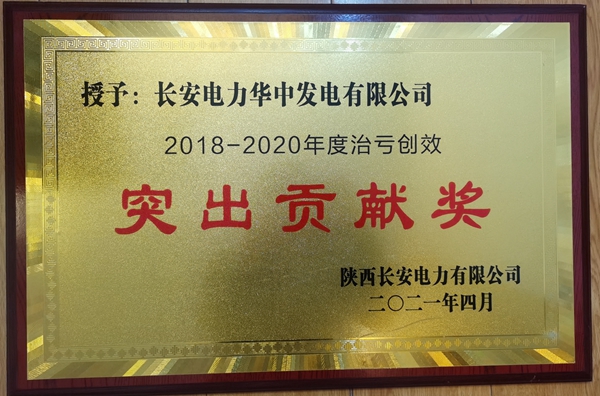 授予：长安电力华中发电有限公司
2018-2020年度治亏创效
突出贡献奖
陕西长安电力有限公司
二〇二一年四月